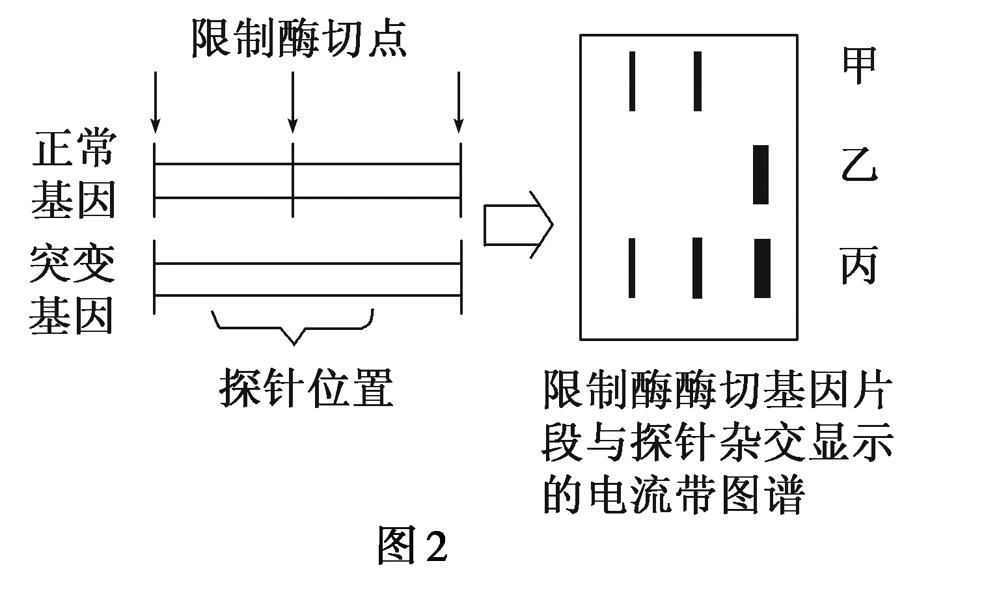 限制酶切点
正常
基因
突变
基因
探针位置
甲
乙
丙
限制酶酶切基因片
段与探针杂交显示
的电流带图谱
图2